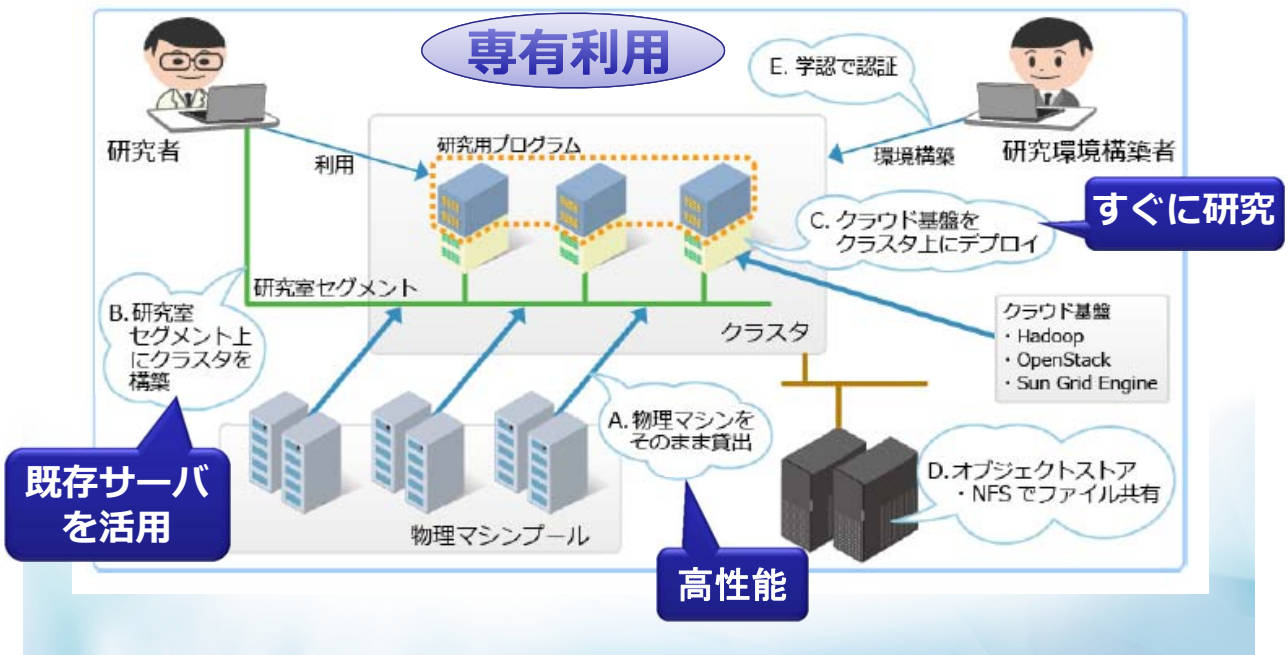 専有利用
E. 学認で認証
研究者
利用
研究用プログラム
環境構築
研究環境構築者
すぐに研究
C. クラウド基盤を
クラスタ上にデプロイ
研究室セグメント
B.研究室
セグメント上
にクラスタを
構築
クラスタ
クラウド基盤
・Hadoop
・OpenStack
・Sun Grid Engine
A.物理マシンを
そのまま貸出
既存サーバ
を活用
物理マシンプール
D.オブジェクトストア
・NFSでファイル共有
高性能